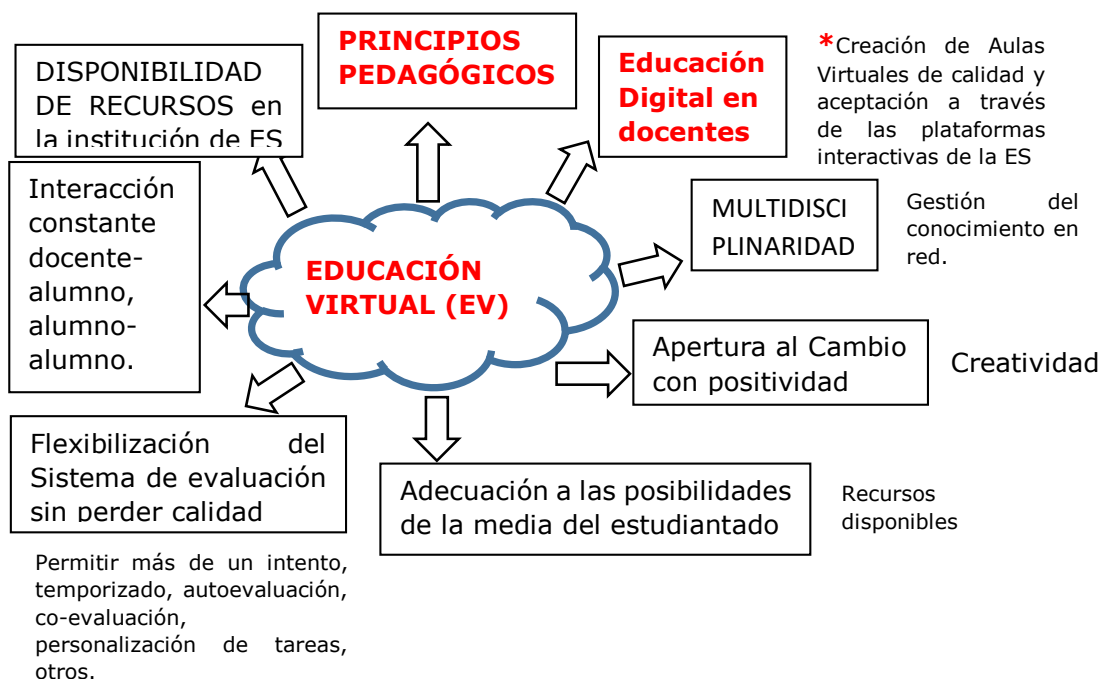 PRINCIPIOS
PEDAGÓGICOS
DISPONIBILIDAD
DE RECURSOS en
la institución de ES
Educación
Digital en
docentes
*Creación de Aulas
Virtuales de calidad y
aceptación a través
de las plataformas
interactivas de la ES
Interacción
constante
docente-
alumno,
alumno-
alumno.
EDUCACIÓN
VIRTUAL (EV)
MULTIDISCI
PLINARIDAD
Gestión del
conocimiento en
red.
Apertura al Cambio
con positividad
Creatividad
Flexibilización del
Sistema de evaluación
sin perder calidad
Adecuación a las posibilidades
de la media del estudiantado
Recursos
disponibles
Permitir más de un intento,
temporizado, autoevaluación,
co-evaluación,
personalización de tareas,
otros.